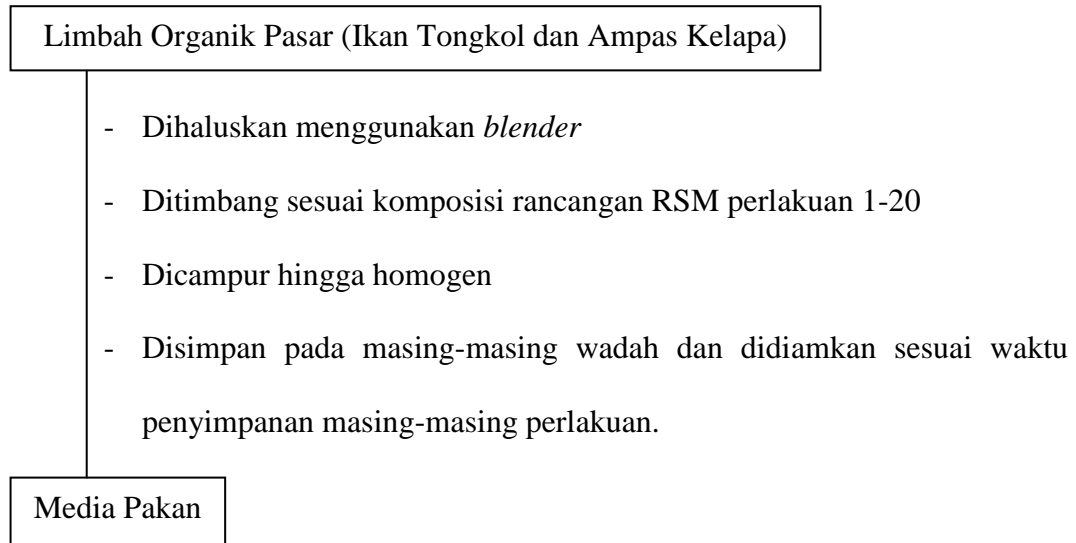 Limbah Organik Pasar (Ikan Tongkol dan Ampas Kelapa)
- Dihaluskan menggunakan blender
- Ditimbang sesuai komposisi rancangan RSM perlakuan 1-20
- Dicampur hingga homogen
- Disimpan pada masing-masing wadah dan didiamkan sesuai waktu
penyimpanan masing-masing perlakuan.
Media Pakan